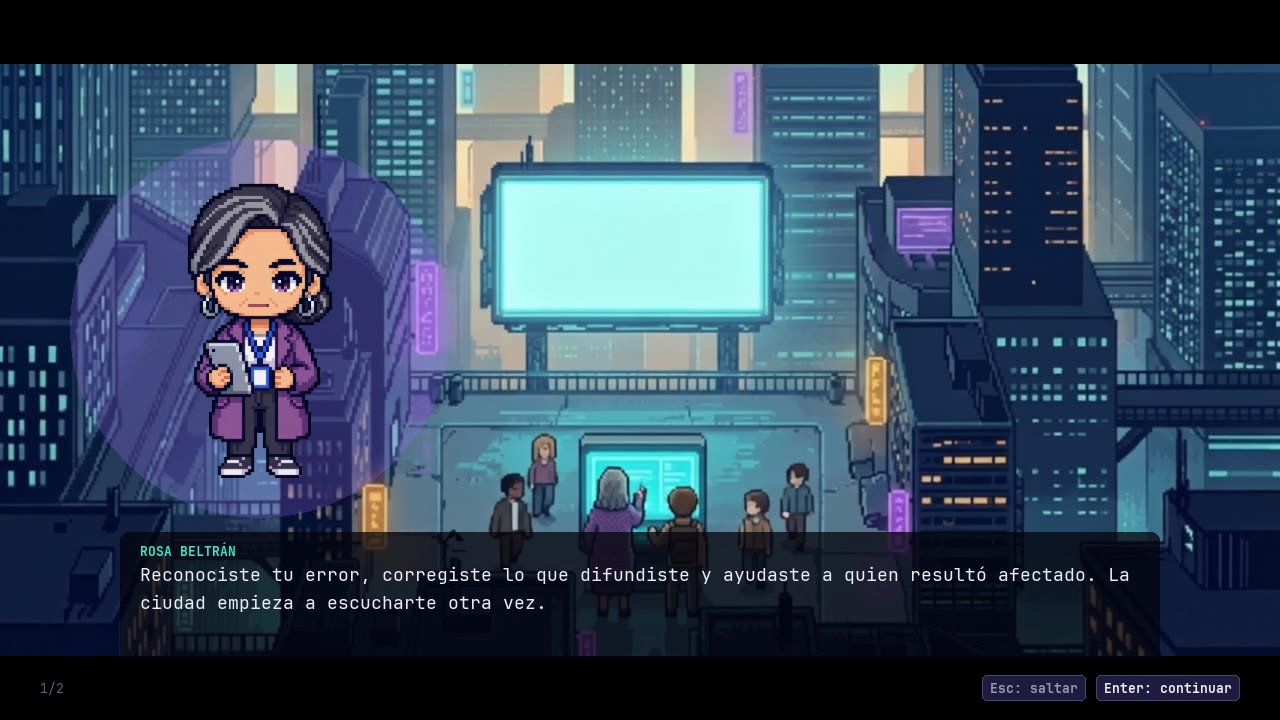 ROSA BELTRÁN
Reconociste tu error, corregiste lo que difundiste y ayudaste a quien resultó afectado. La
ciudad empieza a escucharte otra vez.
1/2
Esc: saltar
Enter: continuar